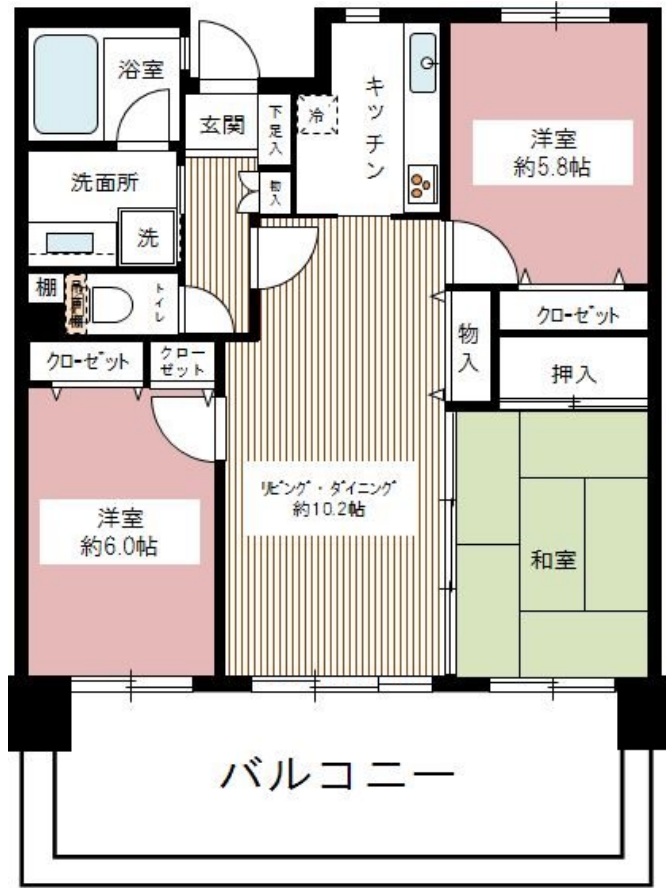 浴室
玄関
下足入
冷
キッチン
洋室
約5.8帖
洗面所
物入
洗
棚
吊戸棚
トイレ
クローゼット
物入
クローゼット
クローゼット
押入
リビング・ダイニング
約10.2帖
洋室
約6.0帖
和室
バルコニー